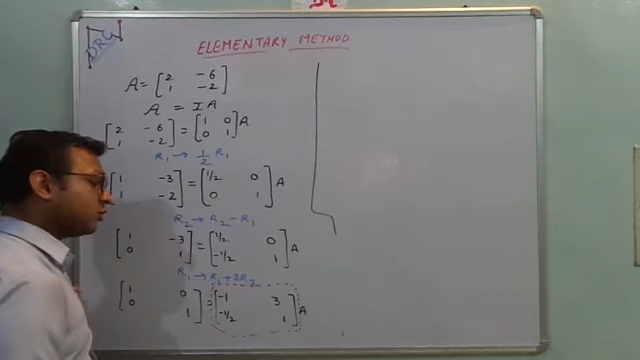 DRG
ELEMENTARY METHOD
A = [ 2 -6
1 -2 ]
A = I A
[ 2 -6 ] = [ 1 0 ] A
1 -2 0 1
R1 → 1/2 R1
[ 1 -3 ] = [ 1/2 0 ] A
1 -2 0 1
R2 → R2 - R1
[ 1 -3 ] = [ 1/2 0 ] A
0 1 -1/2 1
R1 → R1 + 3R2
[ 1 0 ] = [ -1 3 ] A
0 1 -1/2 1